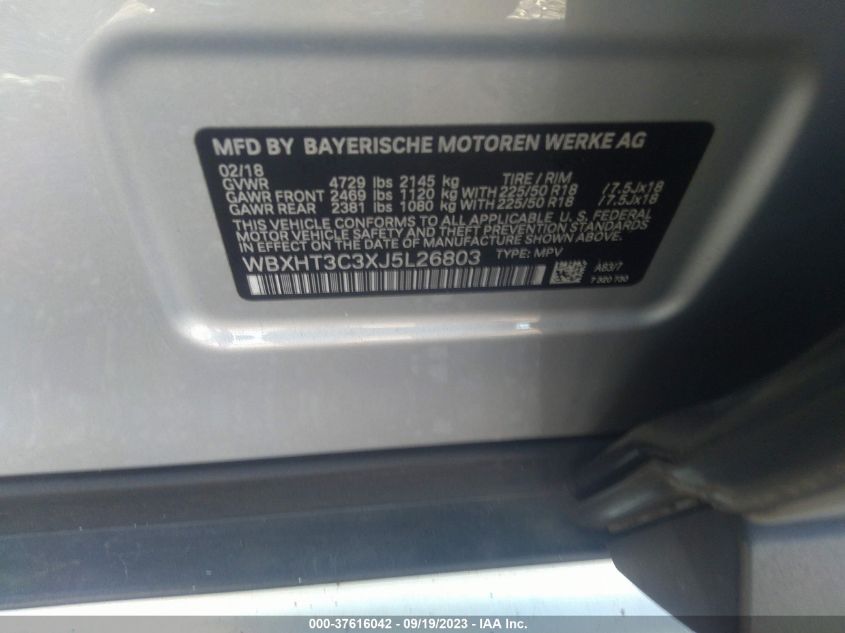 MFD BY BAYERISCHE MOTOREN WERKE AG
02/18 TIRE / RIM
GVWR 4729 lbs 2145 kg
GAWR FRONT 2469 lbs 1120 kg WITH 225/50 R18 /7.5Jx18
GAWR REAR 2381 lbs 1080 kg WITH 225/50 R18 /7.5Jx18
THIS VEHICLE CONFORMS TO ALL APPLICABLE U. S. FEDERAL
MOTOR VEHICLE SAFETY AND THEFT PREVENTION STANDARDS
IN EFFECT ON THE DATE OF MANUFACTURE SHOWN ABOVE.
WBXHT3C3XJ5L26803 TYPE: MPV
A83/7
7 320 730
000-37616042 - 09/19/2023 - IAA Inc.